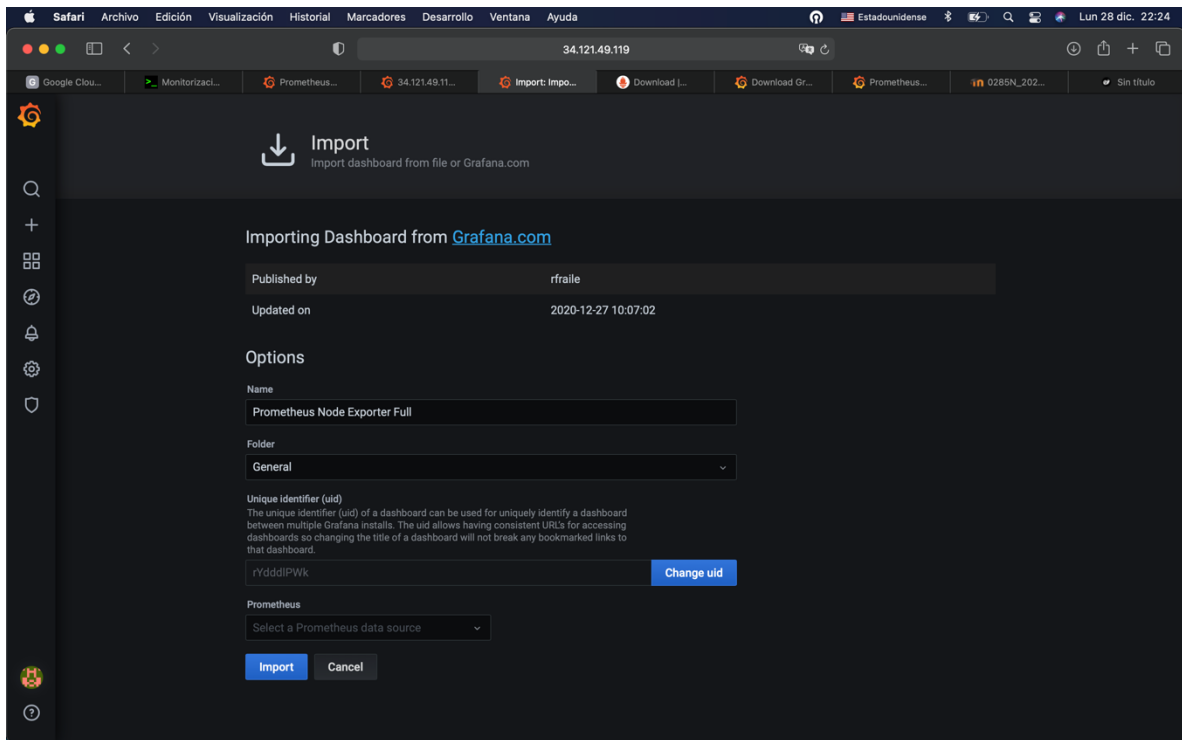 Safari Archivo Edición Visualización Historial Marcadores Desarrollo Ventana Ayuda Estadounidense Lun 28 dic. 22:24
34.121.49.119
G Google Clou... >_ Monitorizaci... Prometheus... 34.121.49.11... Import: Impo... Download |... Download Gr... Prometheus... in 0285N_202... Sin título
Import
Import dashboard from file or Grafana.com
Importing Dashboard from Grafana.com
Published by rfraile
Updated on 2020-12-27 10:07:02
Options
Name
Prometheus Node Exporter Full
Folder
General
Unique identifier (uid)
The unique identifier (uid) of a dashboard can be used for uniquely identify a dashboard
between multiple Grafana installs. The uid allows having consistent URL's for accessing
dashboards so changing the title of a dashboard will not break any bookmarked links to
that dashboard.
rYdddlPWk Change uid
Prometheus
Select a Prometheus data source
Import Cancel